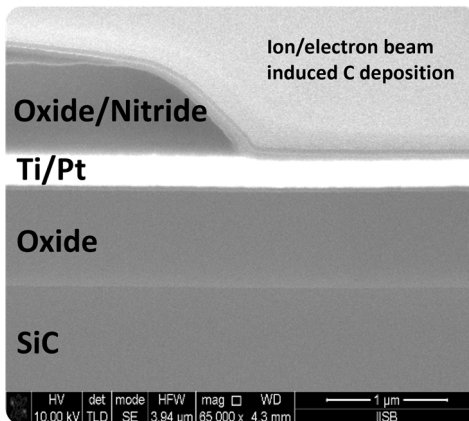 Ion/electron beam
induced C deposition
Oxide/Nitride
Ti/Pt
Oxide
SiC
HV det mode HFW mag □ WD 1 µm
10.00 kV TLD SE 3.94 µm 65 000 x 4.3 mm IISB